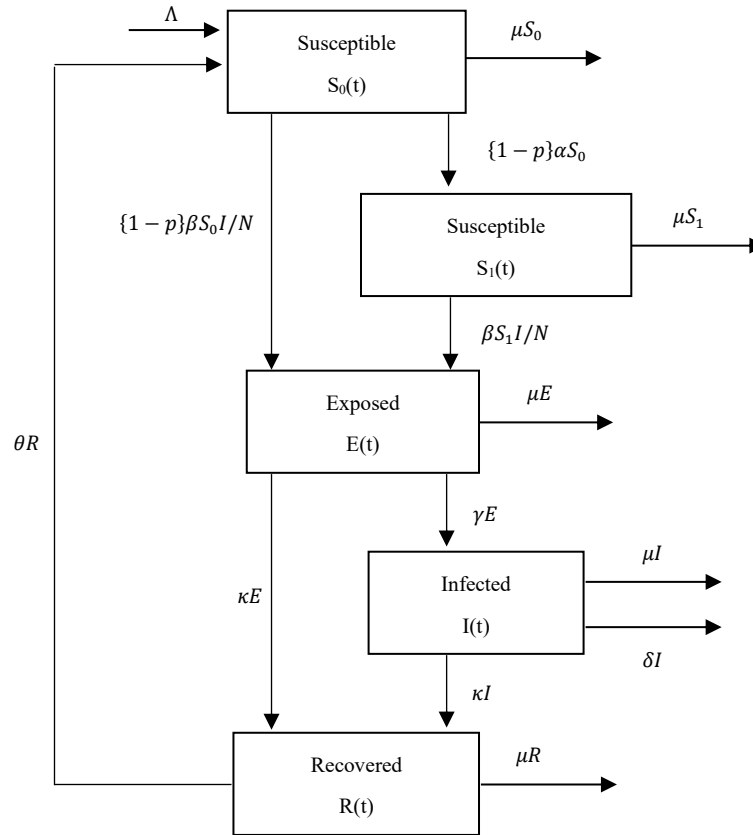 Λ
Susceptible
S₀(t)
μS₀
{1 − p}αS₀
{1 − p}βS₀I/N
Susceptible
S₁(t)
μS₁
βS₁I/N
Exposed
E(t)
μE
θR
γE
Infected
I(t)
μI
δI
κE
κI
Recovered
R(t)
μR